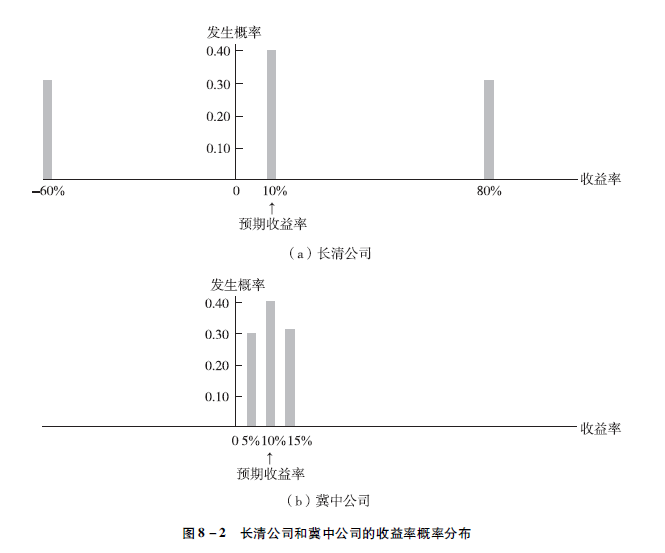 发生概率
0.40
0.30
0.20
0.10
收益率
-60% 0 10% 80%
↑
预期收益率
（a）长清公司
发生概率
0.40
0.30
0.20
0.10
收益率
0 5% 10% 15%
↑
预期收益率
（b）冀中公司
图 8-2 长清公司和冀中公司的收益率概率分布